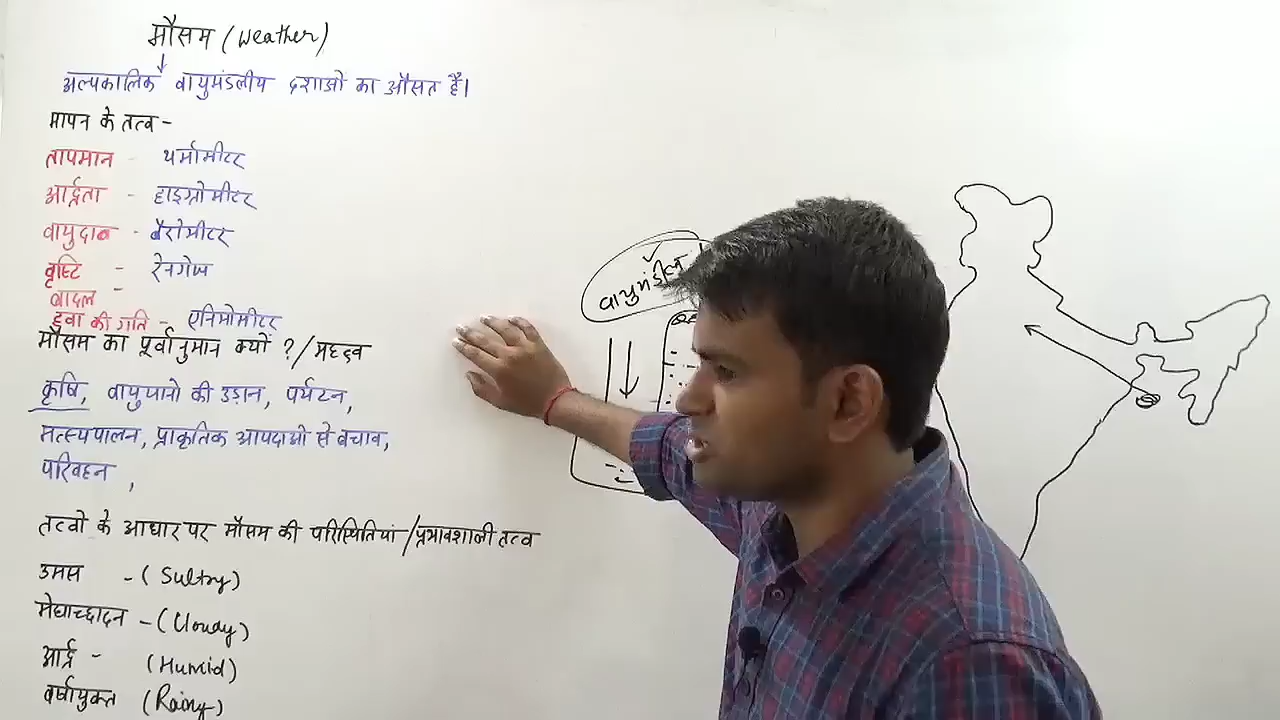 मौसम (Weather)
अल्पकालिक वायुमंडलीय दशाओं का औसत है।
मापन के तत्व -
तापमान - थर्मामीटर
आर्द्रता - हाइग्रोमीटर
वायुदाब - बैरोमीटर
वृष्टि - रेनगेज
बादल -
हवा की गति - एनिमोमीटर
मौसम का पूर्वानुमान क्यों ? /महत्व
कृषि, वायुयानो की उड़ान, पर्यटन,
मत्स्यपालन, प्राकृतिक आपदाओ से बचाव,
परिवहन ,
तत्वो के आधार पर मौसम की परिस्थितियां /प्रभावशाली तत्व
उमस - (Sultry)
मेघाच्छादन - (Cloudy)
आर्द्र - (Humid)
वर्षायुक्त (Rainy)
वायुमंडल